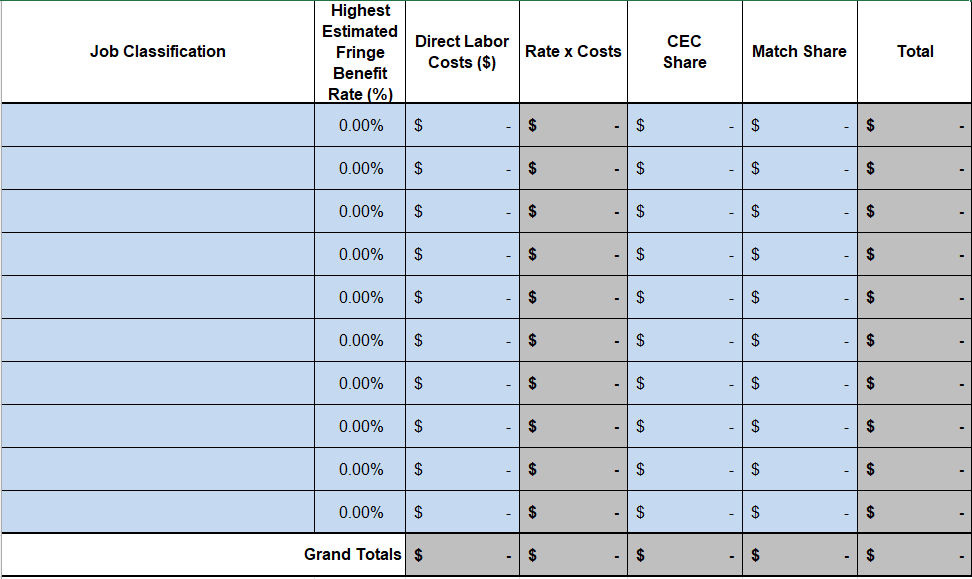 Job Classification Highest Estimated Fringe Benefit Rate (%) Direct Labor Costs ($) Rate x Costs CEC Share Match Share Total
0.00% $ - $ - $ - $ - $ -
0.00% $ - $ - $ - $ - $ -
0.00% $ - $ - $ - $ - $ -
0.00% $ - $ - $ - $ - $ -
0.00% $ - $ - $ - $ - $ -
0.00% $ - $ - $ - $ - $ -
0.00% $ - $ - $ - $ - $ -
0.00% $ - $ - $ - $ - $ -
0.00% $ - $ - $ - $ - $ -
0.00% $ - $ - $ - $ - $ -
Grand Totals $ - $ - $ - $ - $ -